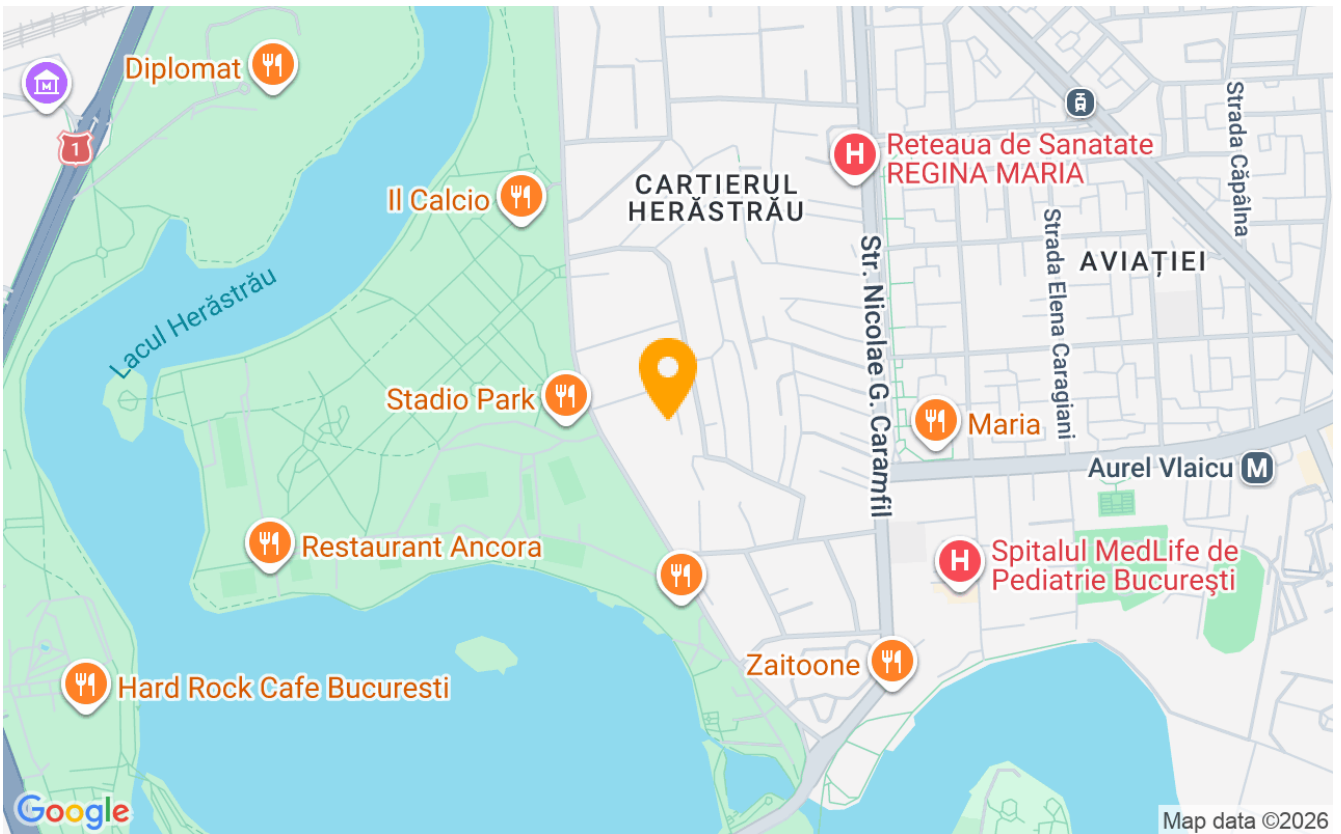 Diplomat
1
M
Il Calcio
CARTIERUL
HERĂSTRĂU
H
Reteaua de Sanatate
REGINA MARIA
Strada Căpâlna
Strada Elena Caragiani
AVIAȚIEI
Str. Nicolae G. Caramfil
Lacul Herăstrău
Stadio Park
Maria
Aurel Vlaicu M
Restaurant Ancora
H
Spitalul MedLife de
Pediatrie Bucureşti
Zaitoone
Hard Rock Cafe Bucuresti
Google
Map data ©2026